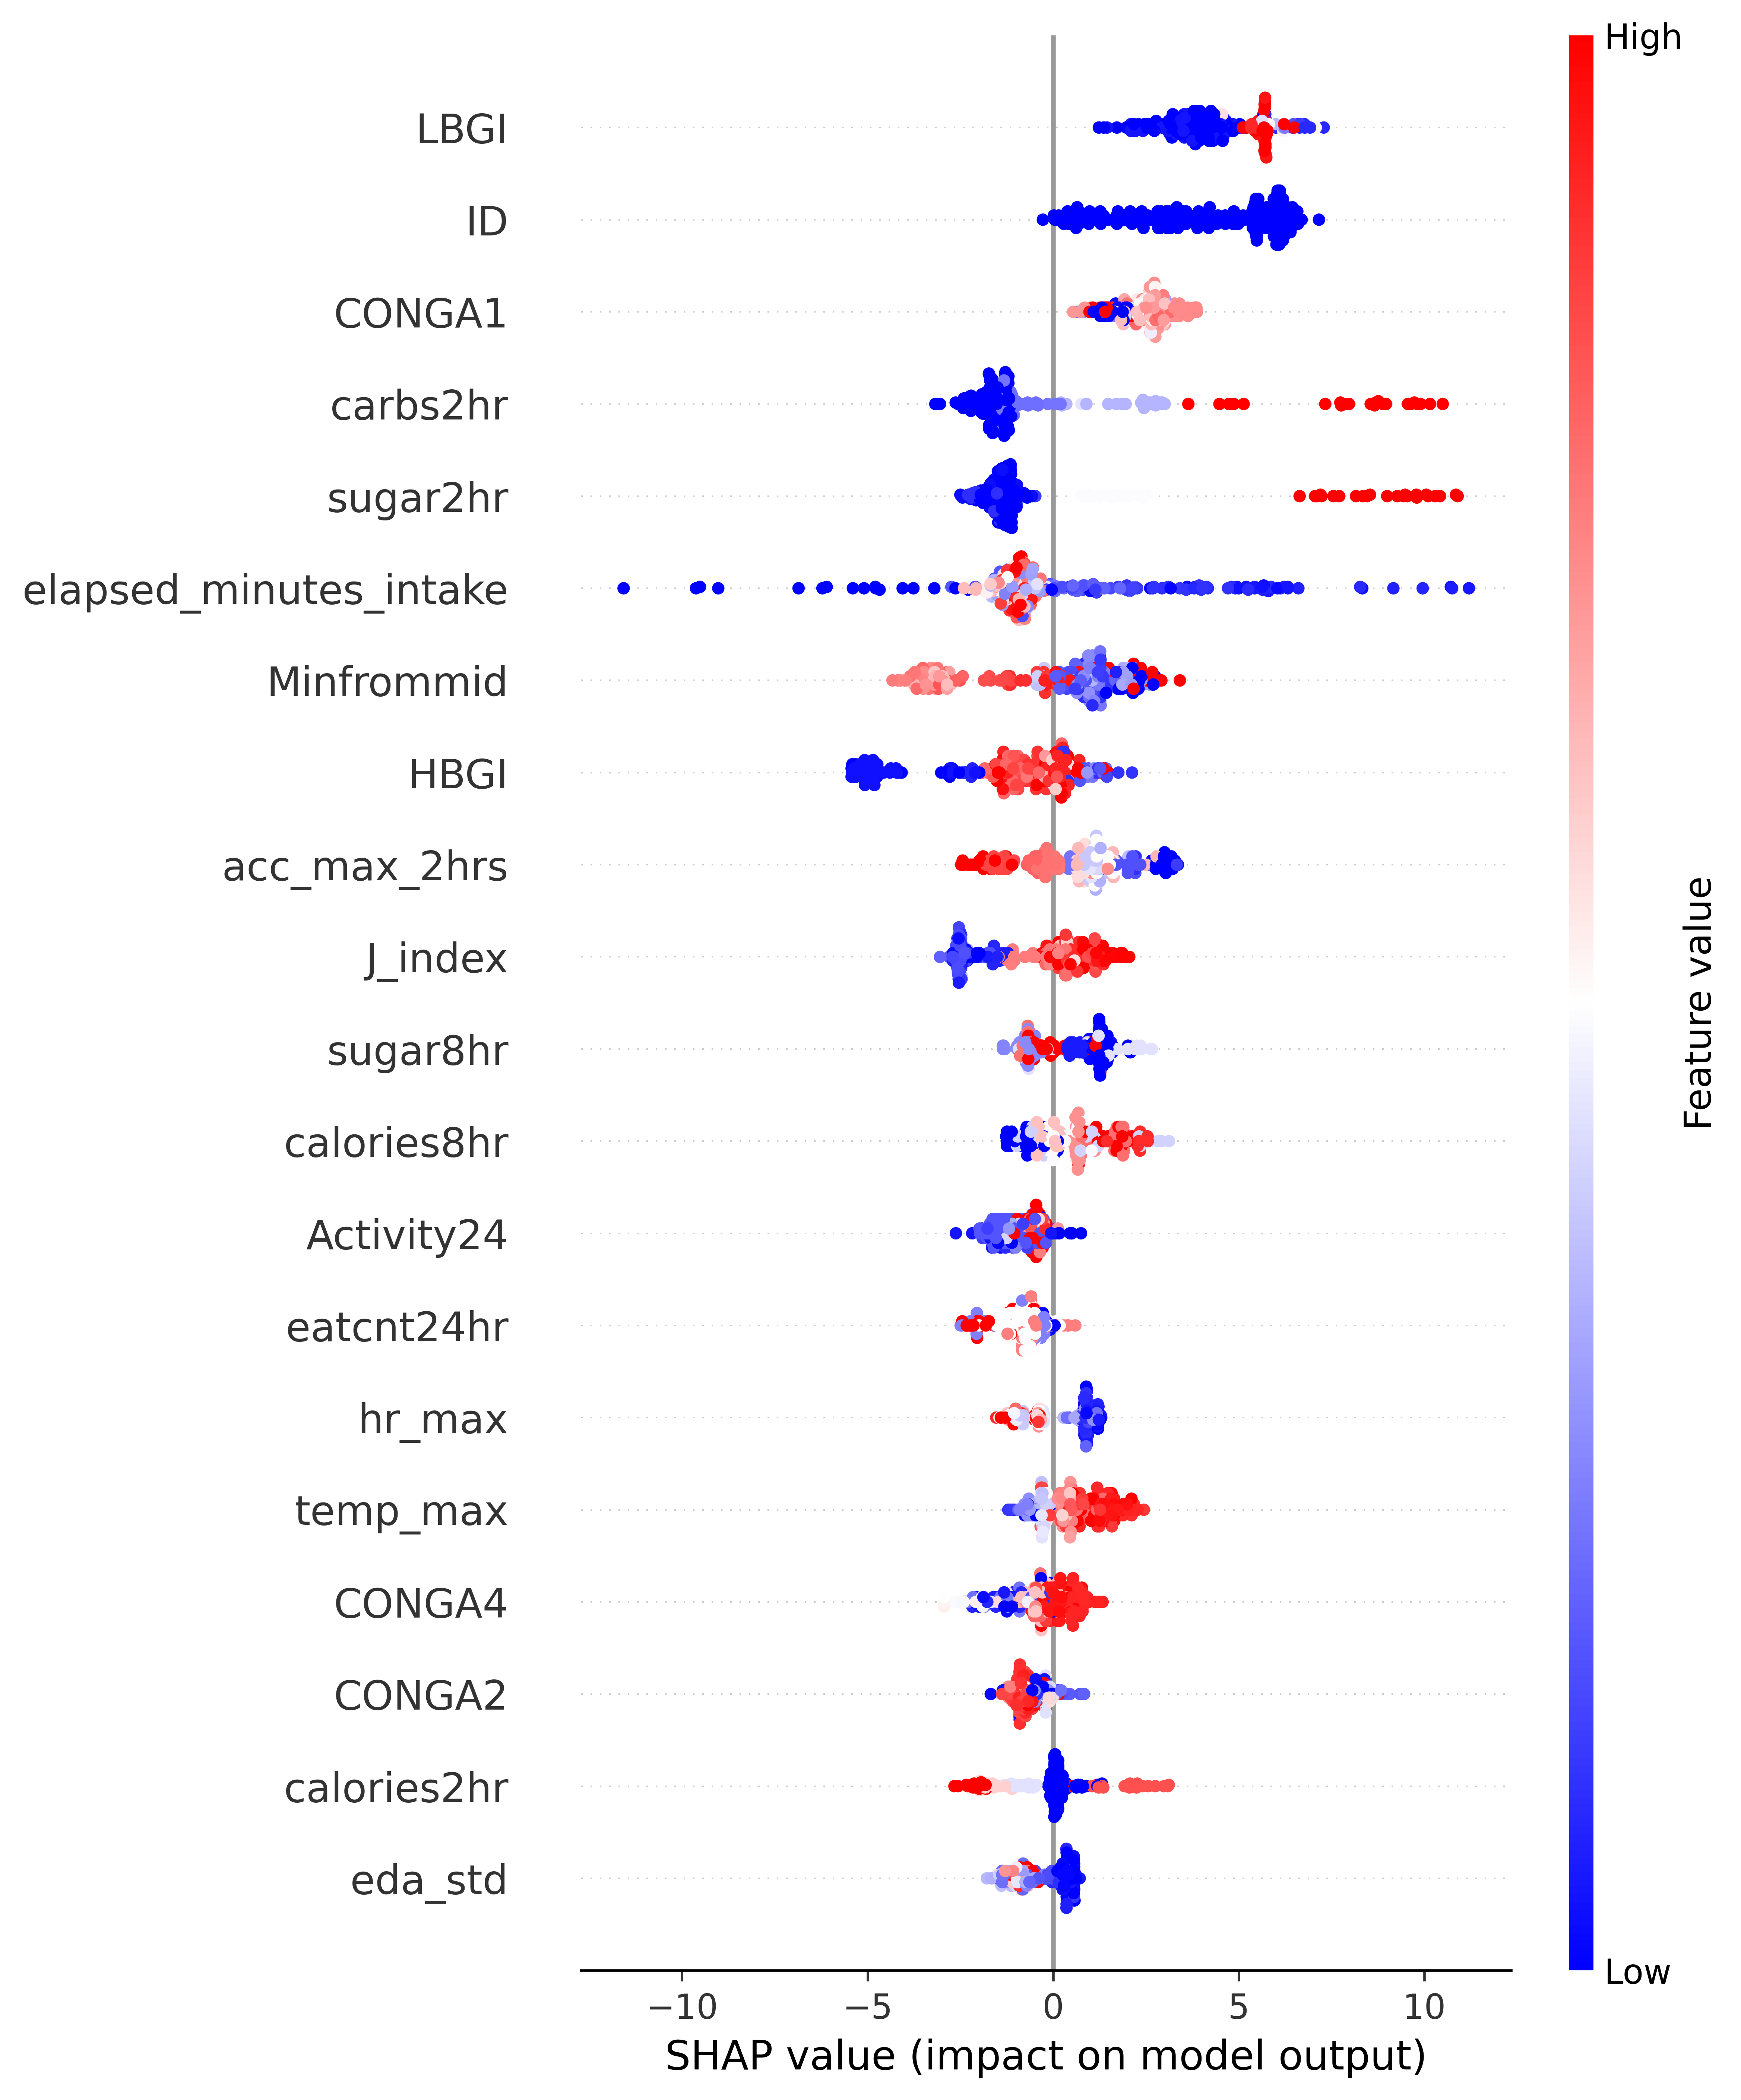 High
LBGI
ID
CONGA1
carbs2hr
sugar2hr
elapsed_minutes_intake
Minfrommid
HBGI
acc_max_2hrs
J_index
sugar8hr
calories8hr
Activity24
eatcnt24hr
hr_max
temp_max
CONGA4
CONGA2
calories2hr
eda_std
Feature value
Low
−10 −5 0 5 10
SHAP value (impact on model output)